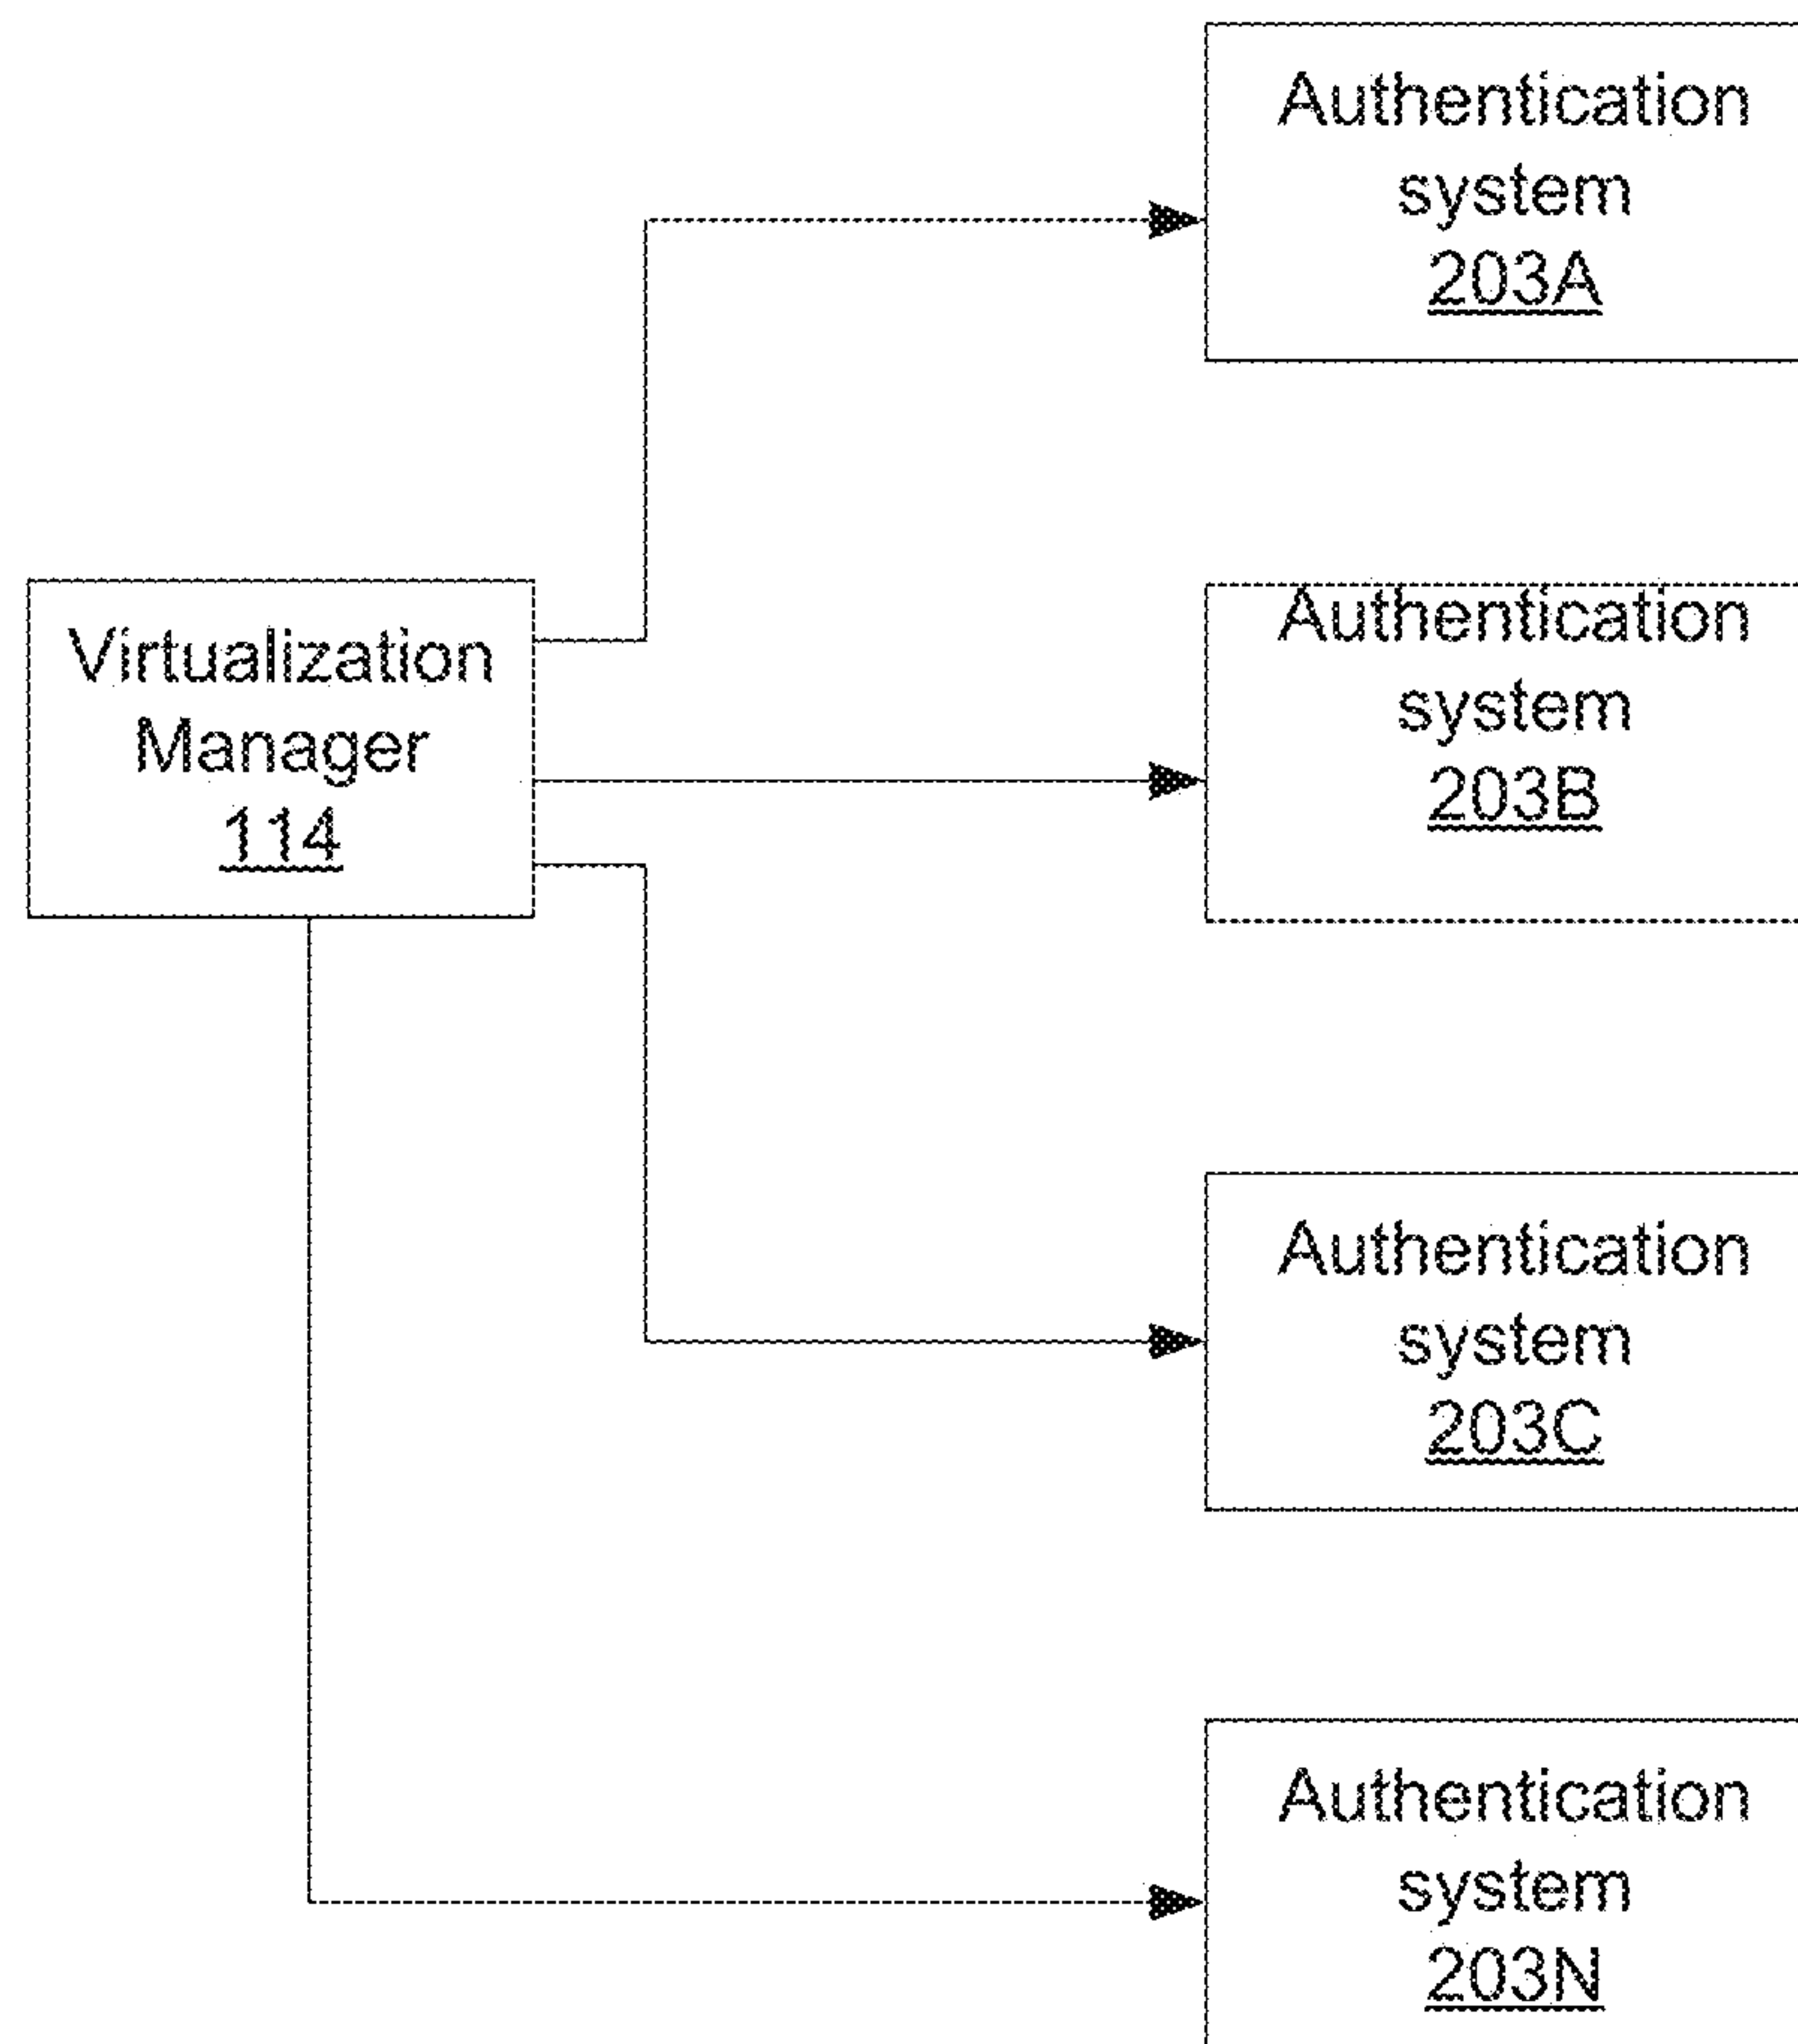 Authentication
system
203A
Virtualization
Manager
114
Authentication
system
203B
Authentication
system
203C
Authentication
system
203N